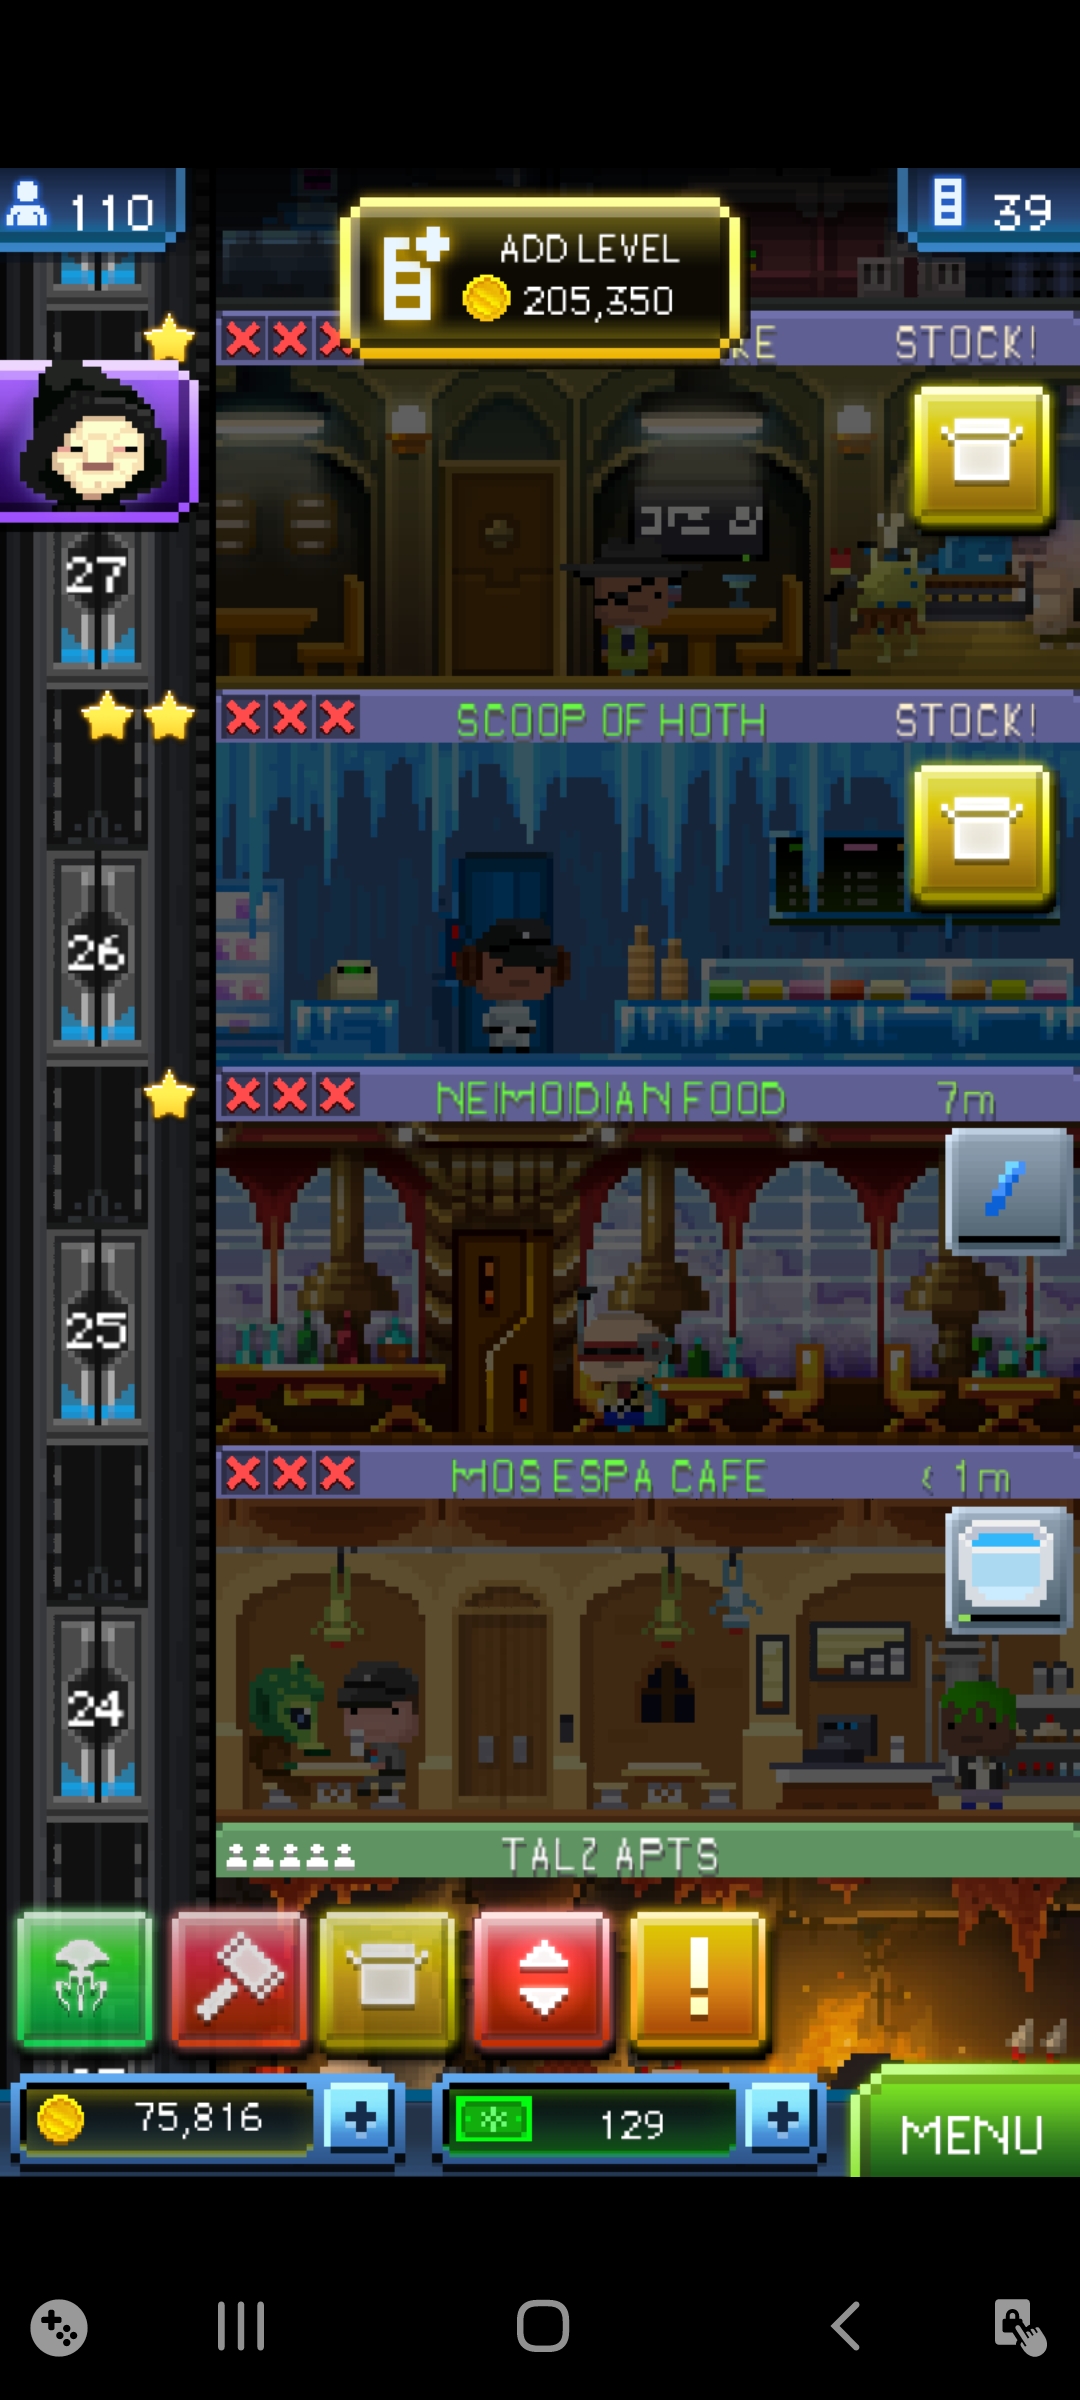 110
39
ADD LEVEL
205,350
KE STOCK!
27
SCOOP OF HOTH STOCK!
26
NEIMOIDIAN FOOD 7m
25
MOS ESPA CAFE < 1m
24
TALZ APTS
75,816
129
MENU